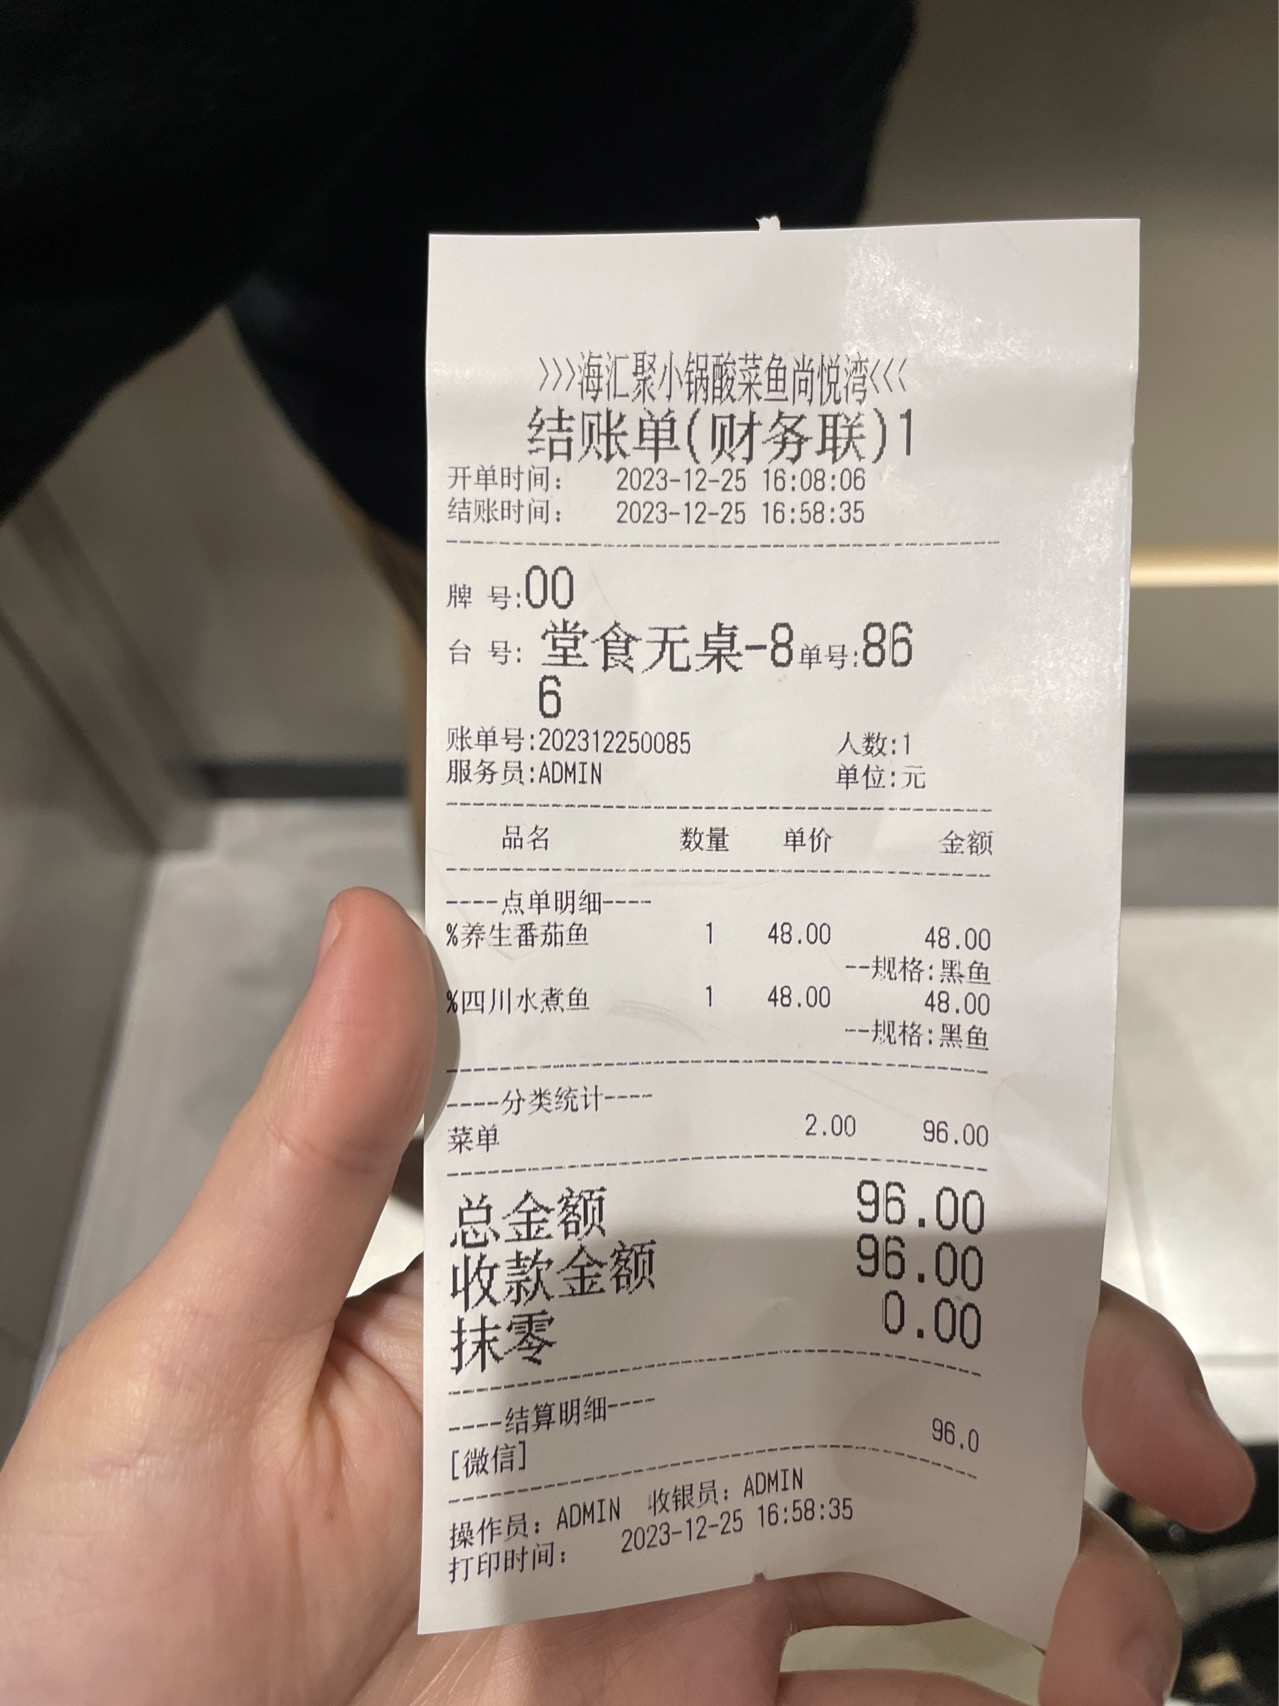 >>>海汇聚小锅酸菜鱼尚悦湾<<<
结账单(财务联)1
开单时间: 2023-12-25 16:08:06
结账时间: 2023-12-25 16:58:35
牌 号:00
台 号: 堂食无桌-8 单号:86
6
账单号:202312250085 人数:1
服务员:ADMIN 单位:元
品名 数量 单价 金额
----点单明细----
%养生番茄鱼 1 48.00 48.00
--规格:黑鱼
%四川水煮鱼 1 48.00 48.00
--规格:黑鱼
----分类统计----
菜单 2.00 96.00
总金额 96.00
收款金额 96.00
抹零 0.00
----结算明细----
[微信] 96.0
操作员: ADMIN 收银员: ADMIN
打印时间: 2023-12-25 16:58:35